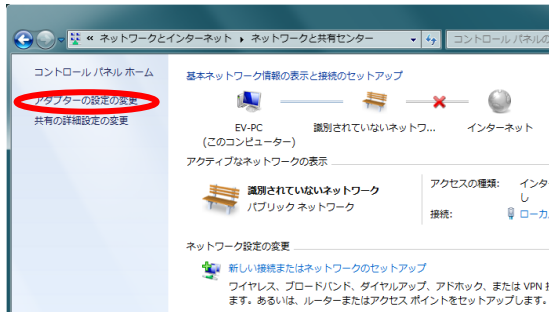 « ネットワークとインターネット ▸ ネットワークと共有センター
コントロール パネルの
コントロール パネル ホーム
アダプターの設定の変更
共有の詳細設定の変更
基本ネットワーク情報の表示と接続のセットアップ
EV-PC
(このコンピューター)
識別されていないネットワ...
インターネット
アクティブなネットワークの表示
識別されていないネットワーク
パブリック ネットワーク
アクセスの種類:
インタ
し
接続:
ローカ
ネットワーク設定の変更
新しい接続またはネットワークのセットアップ
ワイヤレス、ブロードバンド、ダイヤルアップ、アドホック、または VPN
ます。あるいは、ルーターまたはアクセス ポイントをセットアップします。